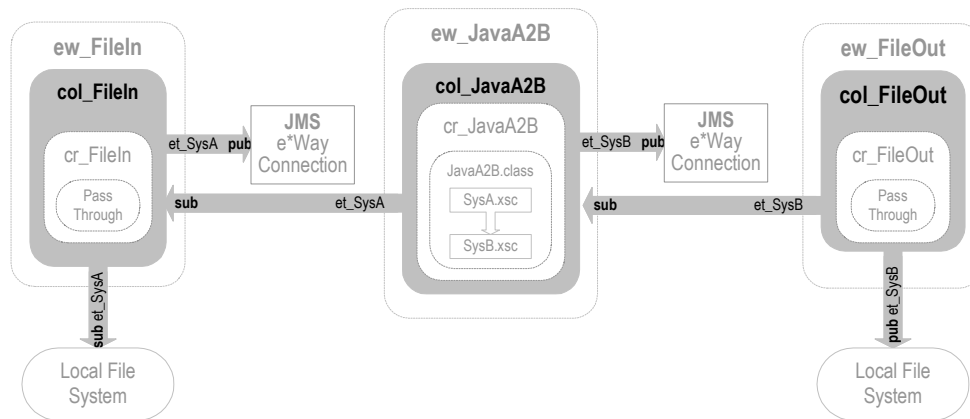 ew_FileIn
col_FileIn
cr_FileIn
Pass
Through
et_SysA pub
JMS
e*Way
Connection
sub et_SysA
sub et_SysA
Local File
System
ew_JavaA2B
col_JavaA2B
cr_JavaA2B
JavaA2B.class
SysA.xsc
SysB.xsc
et_SysB pub
JMS
e*Way
Connection
sub et_SysB
ew_FileOut
col_FileOut
cr_FileOut
Pass
Through
pub et_SysB
Local File
System